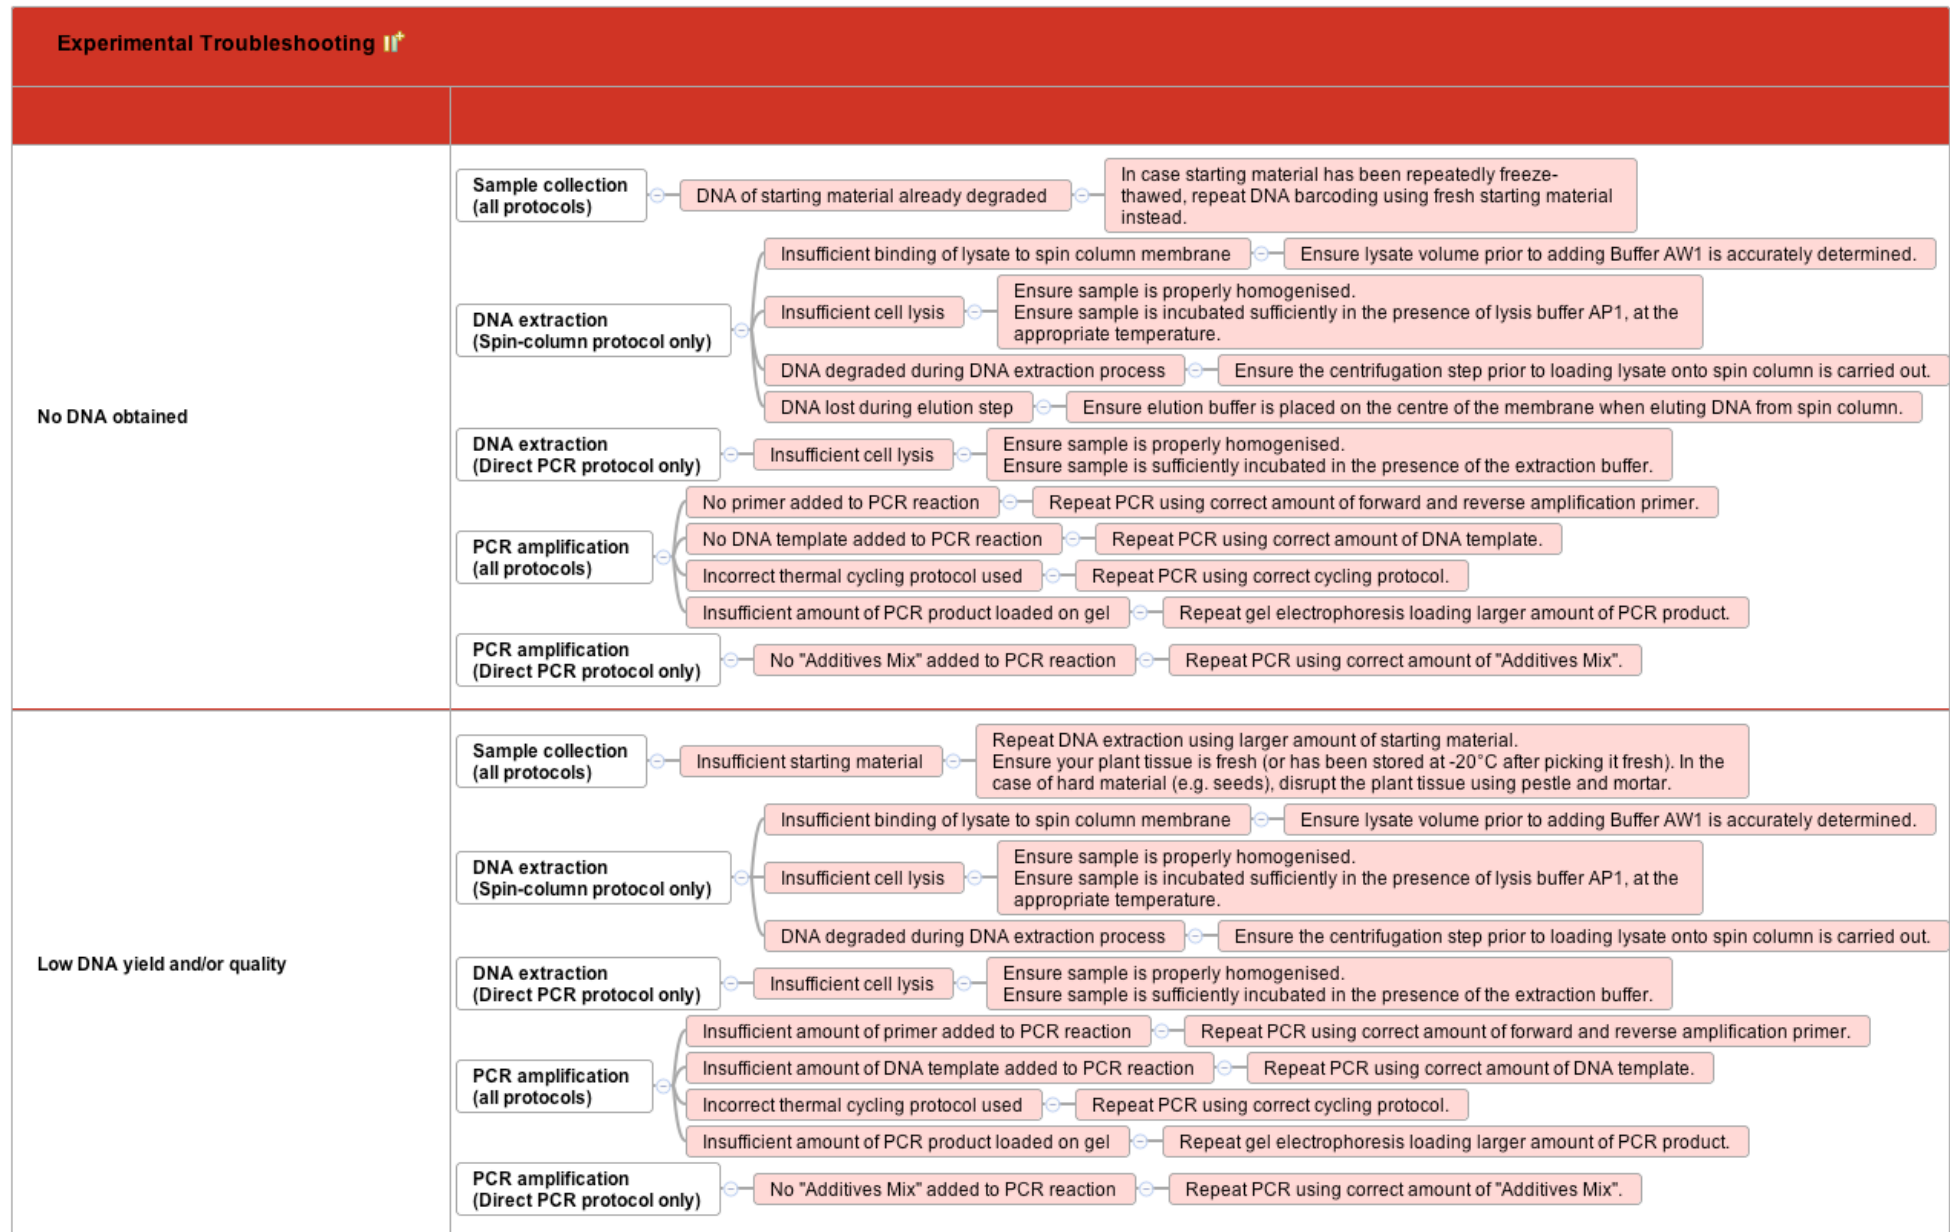 Experimental Troubleshooting
No DNA obtained
Sample collection
(all protocols)
DNA of starting material already degraded
In case starting material has been repeatedly freeze-
thawed, repeat DNA barcoding using fresh starting material
instead.
DNA extraction
(Spin-column protocol only)
Insufficient binding of lysate to spin column membrane
Ensure lysate volume prior to adding Buffer AW1 is accurately determined.
Insufficient cell lysis
Ensure sample is properly homogenised.
Ensure sample is incubated sufficiently in the presence of lysis buffer AP1, at the
appropriate temperature.
DNA degraded during DNA extraction process
Ensure the centrifugation step prior to loading lysate onto spin column is carried out.
DNA lost during elution step
Ensure elution buffer is placed on the centre of the membrane when eluting DNA from spin column.
DNA extraction
(Direct PCR protocol only)
Insufficient cell lysis
Ensure sample is properly homogenised.
Ensure sample is sufficiently incubated in the presence of the extraction buffer.
PCR amplification
(all protocols)
No primer added to PCR reaction
Repeat PCR using correct amount of forward and reverse amplification primer.
No DNA template added to PCR reaction
Repeat PCR using correct amount of DNA template.
Incorrect thermal cycling protocol used
Repeat PCR using correct cycling protocol.
Insufficient amount of PCR product loaded on gel
Repeat gel electrophoresis loading larger amount of PCR product.
PCR amplification
(Direct PCR protocol only)
No "Additives Mix" added to PCR reaction
Repeat PCR using correct amount of "Additives Mix".
Low DNA yield and/or quality
Sample collection
(all protocols)
Insufficient starting material
Repeat DNA extraction using larger amount of starting material.
Ensure your plant tissue is fresh (or has been stored at -20°C after picking it fresh). In the
case of hard material (e.g. seeds), disrupt the plant tissue using pestle and mortar.
DNA extraction
(Spin-column protocol only)
Insufficient binding of lysate to spin column membrane
Ensure lysate volume prior to adding Buffer AW1 is accurately determined.
Insufficient cell lysis
Ensure sample is properly homogenised.
Ensure sample is incubated sufficiently in the presence of lysis buffer AP1, at the
appropriate temperature.
DNA degraded during DNA extraction process
Ensure the centrifugation step prior to loading lysate onto spin column is carried out.
DNA extraction
(Direct PCR protocol only)
Insufficient cell lysis
Ensure sample is properly homogenised.
Ensure sample is sufficiently incubated in the presence of the extraction buffer.
PCR amplification
(all protocols)
Insufficient amount of primer added to PCR reaction
Repeat PCR using correct amount of forward and reverse amplification primer.
Insufficient amount of DNA template added to PCR reaction
Repeat PCR using correct amount of DNA template.
Incorrect thermal cycling protocol used
Repeat PCR using correct cycling protocol.
Insufficient amount of PCR product loaded on gel
Repeat gel electrophoresis loading larger amount of PCR product.
PCR amplification
(Direct PCR protocol only)
No "Additives Mix" added to PCR reaction
Repeat PCR using correct amount of "Additives Mix".